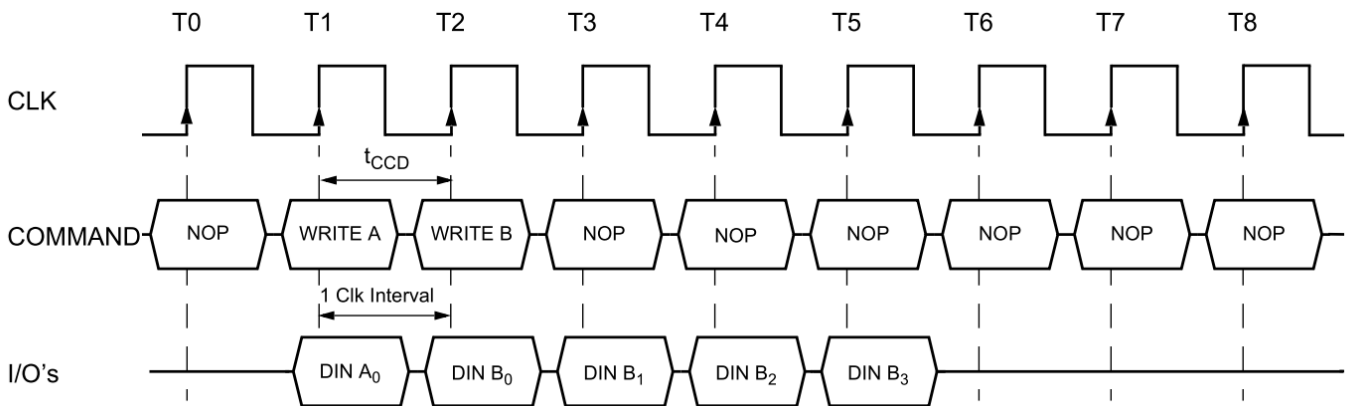 T0 T1 T2 T3 T4 T5 T6 T7 T8
CLK
tCCD
COMMAND NOP WRITE A WRITE B NOP NOP NOP NOP NOP NOP
1 Clk Interval
I/O's DIN A0 DIN B0 DIN B1 DIN B2 DIN B3